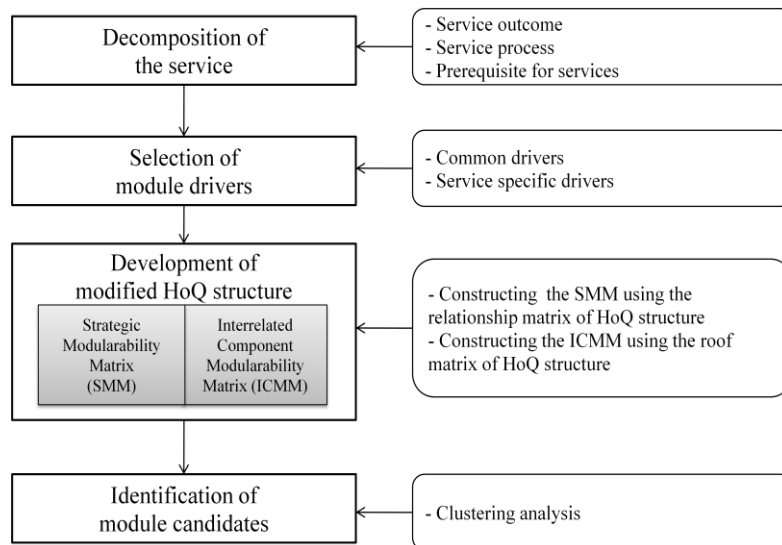 Decomposition of
the service
- Service outcome
- Service process
- Prerequisite for services
Selection of
module drivers
- Common drivers
- Service specific drivers
Development of
modified HoQ structure
Strategic
Modularability
Matrix
(SMM)
Interrelated
Component
Modularability
Matrix (ICMM)
- Constructing the SMM using the
relationship matrix of HoQ structure
- Constructing the ICMM using the roof
matrix of HoQ structure
Identification of
module candidates
- Clustering analysis